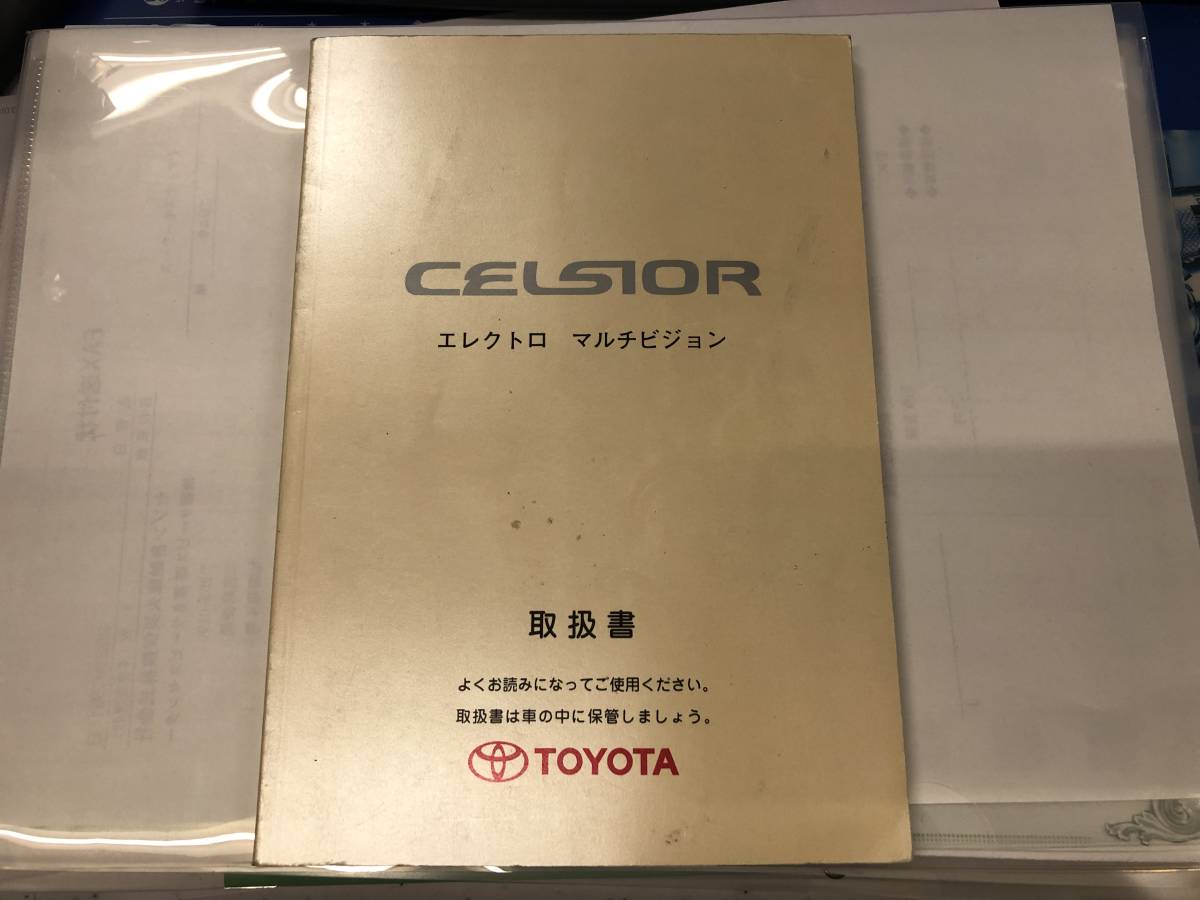 CELSIOR
エレクトロ マルチビジョン
取扱書
よくお読みになってご使用ください。
取扱書は車の中に保管しましょう。
TOYOTA